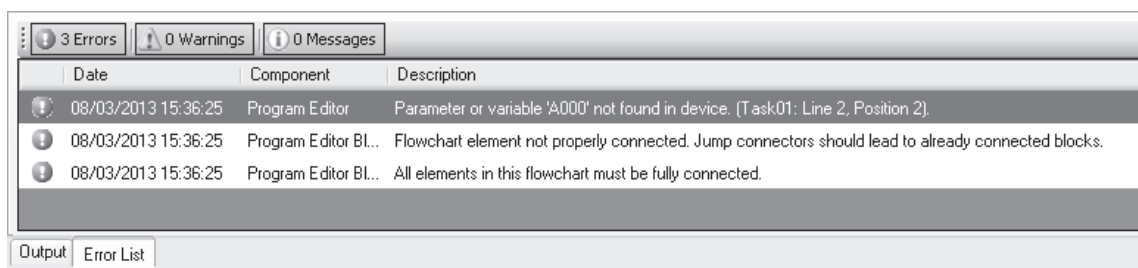 3 Errors 0 Warnings 0 Messages
Date Component Description
08/03/2013 15:36:25 Program Editor Parameter or variable 'A000' not found in device. (Task01: Line 2, Position 2).
08/03/2013 15:36:25 Program Editor Bl... Flowchart element not properly connected. Jump connectors should lead to already connected blocks.
08/03/2013 15:36:25 Program Editor Bl... All elements in this flowchart must be fully connected.
Output Error List